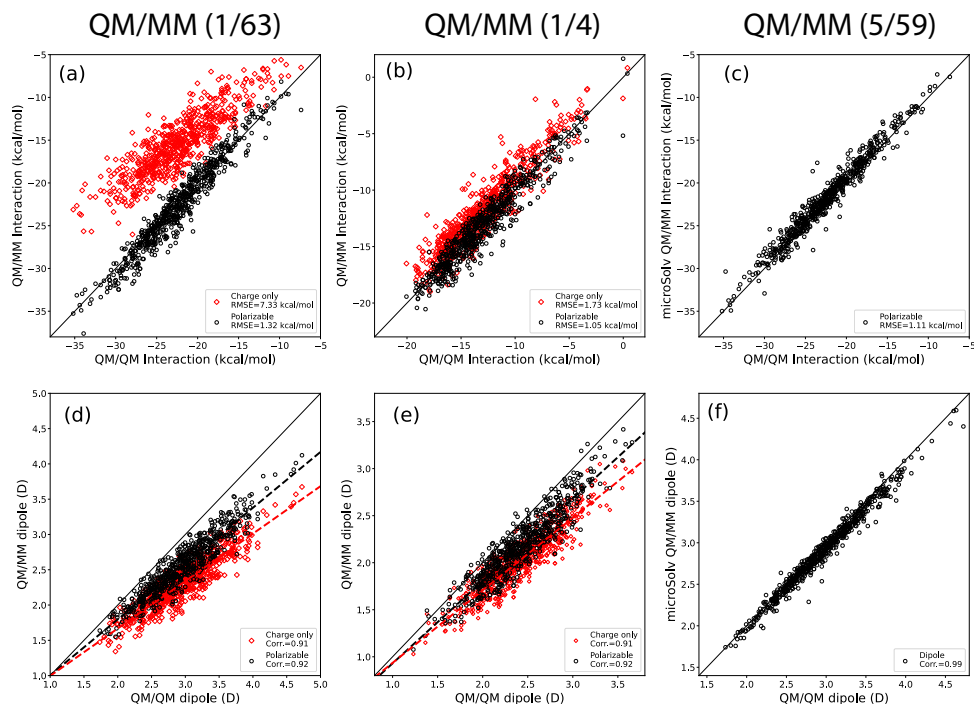 QM/MM (1/63)
QM/MM (1/4)
QM/MM (5/59)
(a)
QM/MM Interaction (kcal/mol)
−5
−10
−15
−20
−25
−30
−35
−35
−30
−25
−20
−15
−10
−5
QM/QM Interaction (kcal/mol)
Charge only
RMSE=7.33 kcal/mol
Polarizable
RMSE=1.32 kcal/mol
(b)
QM/MM Interaction (kcal/mol)
0
−5
−10
−15
−20
−20
−15
−10
−5
0
QM/QM Interaction (kcal/mol)
Charge only
RMSE=1.73 kcal/mol
Polarizable
RMSE=1.05 kcal/mol
(c)
microSolv QM/MM Interaction (kcal/mol)
−5
−10
−15
−20
−25
−30
−35
−35
−30
−25
−20
−15
−10
−5
QM/QM Interaction (kcal/mol)
Polarizable
RMSE=1.11 kcal/mol
(d)
QM/MM dipole (D)
5.0
4.5
4.0
3.5
3.0
2.5
2.0
1.5
1.0
1.0
1.5
2.0
2.5
3.0
3.5
4.0
4.5
5.0
QM/QM dipole (D)
Charge only
Corr.=0.91
Polarizable
Corr.=0.92
(e)
QM/MM dipole (D)
3.5
3.0
2.5
2.0
1.5
1.0
1.0
1.5
2.0
2.5
3.0
3.5
QM/QM dipole (D)
Charge only
Corr.=0.91
Polarizable
Corr.=0.92
(f)
microSolv QM/MM dipole (D)
4.5
4.0
3.5
3.0
2.5
2.0
1.5
1.5
2.0
2.5
3.0
3.5
4.0
4.5
QM/QM dipole (D)
Dipole
Corr.=0.99